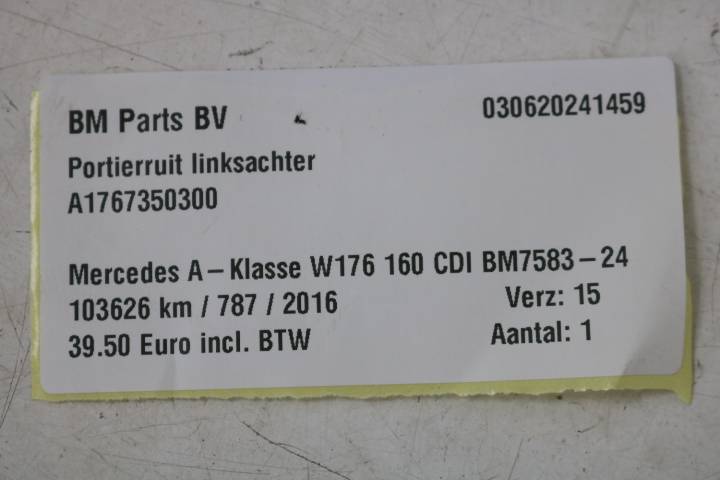 BM Parts BV 030620241459
Portierruit linksachter
A1767350300
Mercedes A-Klasse W176 160 CDI BM7583-24
103626 km / 787 / 2016 Verz: 15
39.50 Euro incl. BTW Aantal: 1